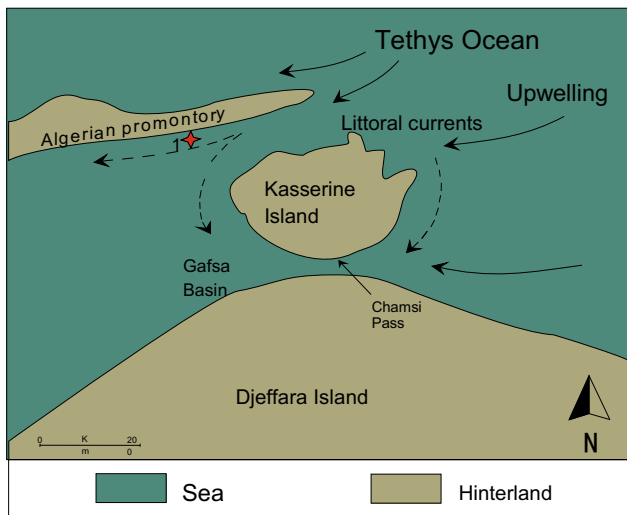 Tethys Ocean
Upwelling
Algerian promontory
Littoral currents
1
Kasserine
Island
Gafsa
Basin
Chamsi
Pass
Djeffara Island
0 K 20
m 0
N
Sea
Hinterland